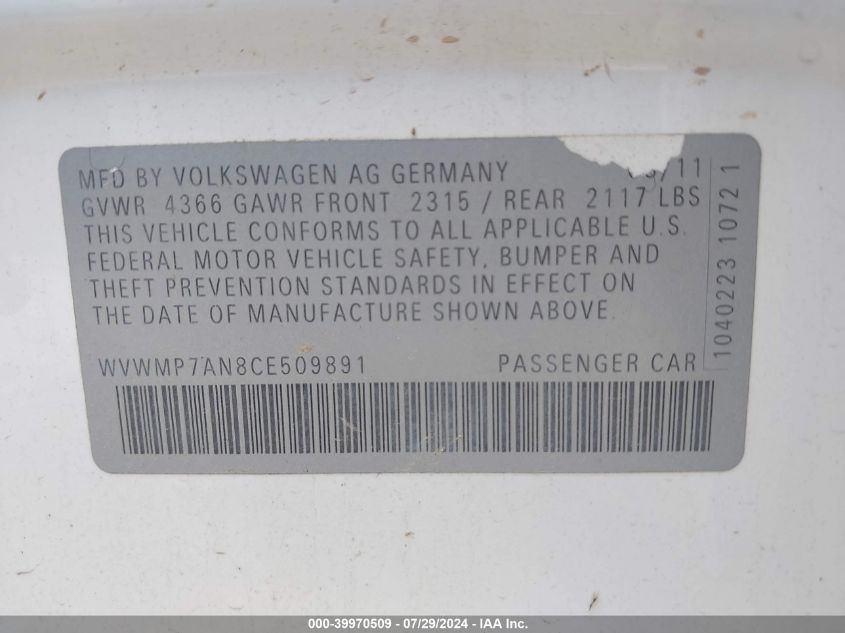 MFD BY VOLKSWAGEN AG GERMANY /11
GVWR 4366 GAWR FRONT 2315 / REAR 2117 LBS
THIS VEHICLE CONFORMS TO ALL APPLICABLE U.S.
FEDERAL MOTOR VEHICLE SAFETY, BUMPER AND
THEFT PREVENTION STANDARDS IN EFFECT ON
THE DATE OF MANUFACTURE SHOWN ABOVE.
WVWMP7AN8CE509891 PASSENGER CAR
1040223 1072 1
000-39970509 - 07/29/2024 - IAA Inc.